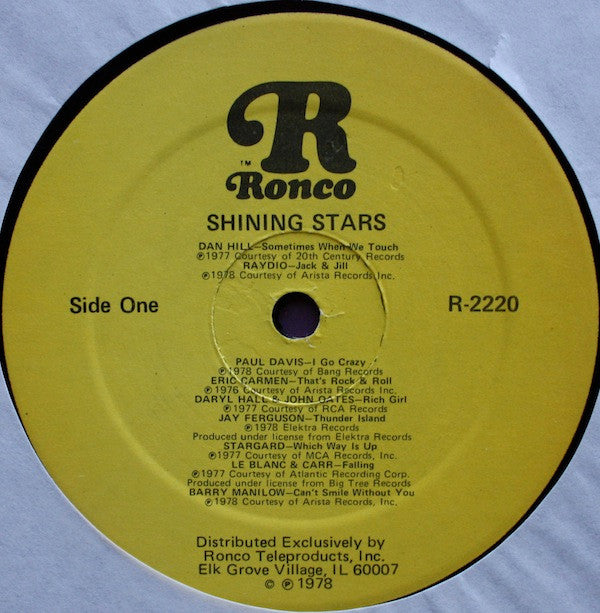 R
TM
Ronco
SHINING STARS
DAN HILL—Sometimes When We Touch
℗1977 Courtesy of 20th Century Records
RAYDIO—Jack & Jill
℗1978 Courtesy of Arista Records Inc.
Side One
R-2220
PAUL DAVIS—I Go Crazy
℗1978 Courtesy of Bang Records
ERIC CARMEN—That's Rock & Roll
℗1976 Courtesy of Arista Records Inc.
DARYL HALL & JOHN OATES—Rich Girl
℗1977 Courtesy of RCA Records
JAY FERGUSON—Thunder Island
℗1978 Elektra Records
Produced under license from Elektra Records
STARGARD—Which Way Is Up
℗1977 Courtesy of MCA Records, Inc.
LE BLANC & CARR—Falling
℗1977 Courtesy of Atlantic Recording Corp.
Produced under license from Big Tree Records
BARRY MANILOW—Can't Smile Without You
℗1978 Courtesy of Arista Records, Inc.
Distributed Exclusively by
Ronco Teleproducts, Inc.
Elk Grove Village, IL 60007
© ℗ 1978